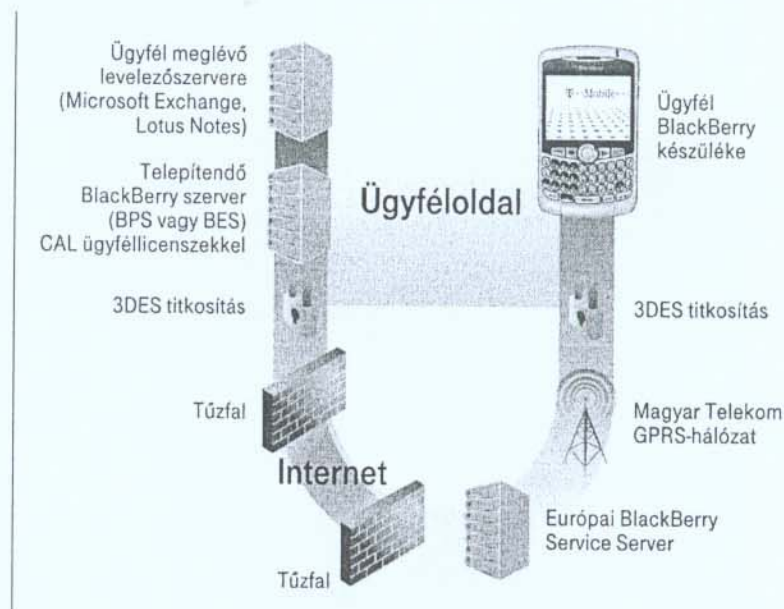 Ügyfél meglévő
levelezőszervere
(Microsoft Exchange,
Lotus Notes)
Telepítendő
BlackBerry szerver
(BPS vagy BES)
CAL ügyféllicenszekkel
3DES titkosítás
Tűzfal
Ügyféloldal
Internet
Tűzfal
T··Mobile··
Ügyfél
BlackBerry
készüléke
3DES titkosítás
Magyar Telekom
GPRS-hálózat
Európai BlackBerry
Service Server